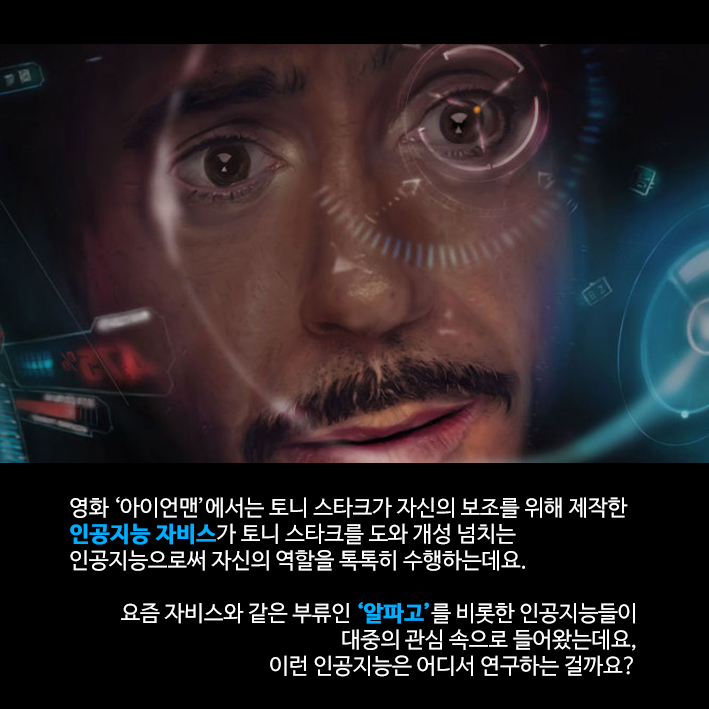 영화 ‘아이언맨’에서는 토니 스타크가 자신의 보조를 위해 제작한
인공지능 자비스가 토니 스타크를 도와 개성 넘치는
인공지능으로써 자신의 역할을 톡톡히 수행하는데요.
요즘 자비스와 같은 부류인 ‘알파고’를 비롯한 인공지능들이
대중의 관심 속으로 들어왔는데요,
이런 인공지능은 어디서 연구하는 걸까요?